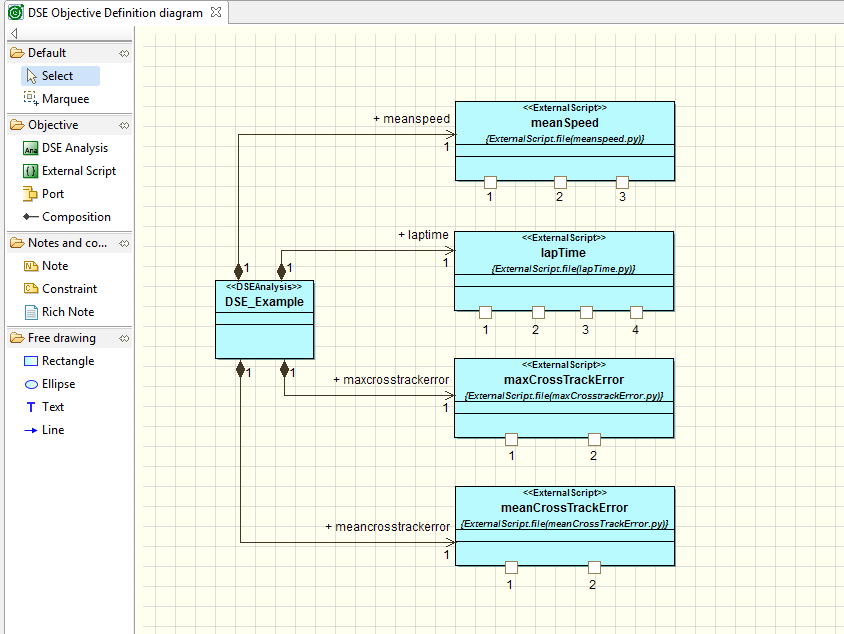 DSE Objective Definition diagram
Default
Select
Marquee
Objective
DSE Analysis
External Script
Port
Composition
Notes and co...
Note
Constraint
Rich Note
Free drawing
Rectangle
Ellipse
T Text
Line
+ meanspeed
1
<<ExternalScript>>
meanSpeed
{ExternalScript.file(meanspeed.py)}
1 2 3
+ laptime
1
<<ExternalScript>>
lapTime
{ExternalScript.file(lapTime.py)}
1 2 3 4
1 1
<<DSEAnalysis>>
DSE_Example
1 1
+ maxcrosstrackerror
1
<<ExternalScript>>
maxCrossTrackError
{ExternalScript.file(maxCrosstrackError.py)}
1 2
+ meancrosstrackerror
1
<<ExternalScript>>
meanCrossTrackError
{ExternalScript.file(meanCrossTrackError.py)}
1 2